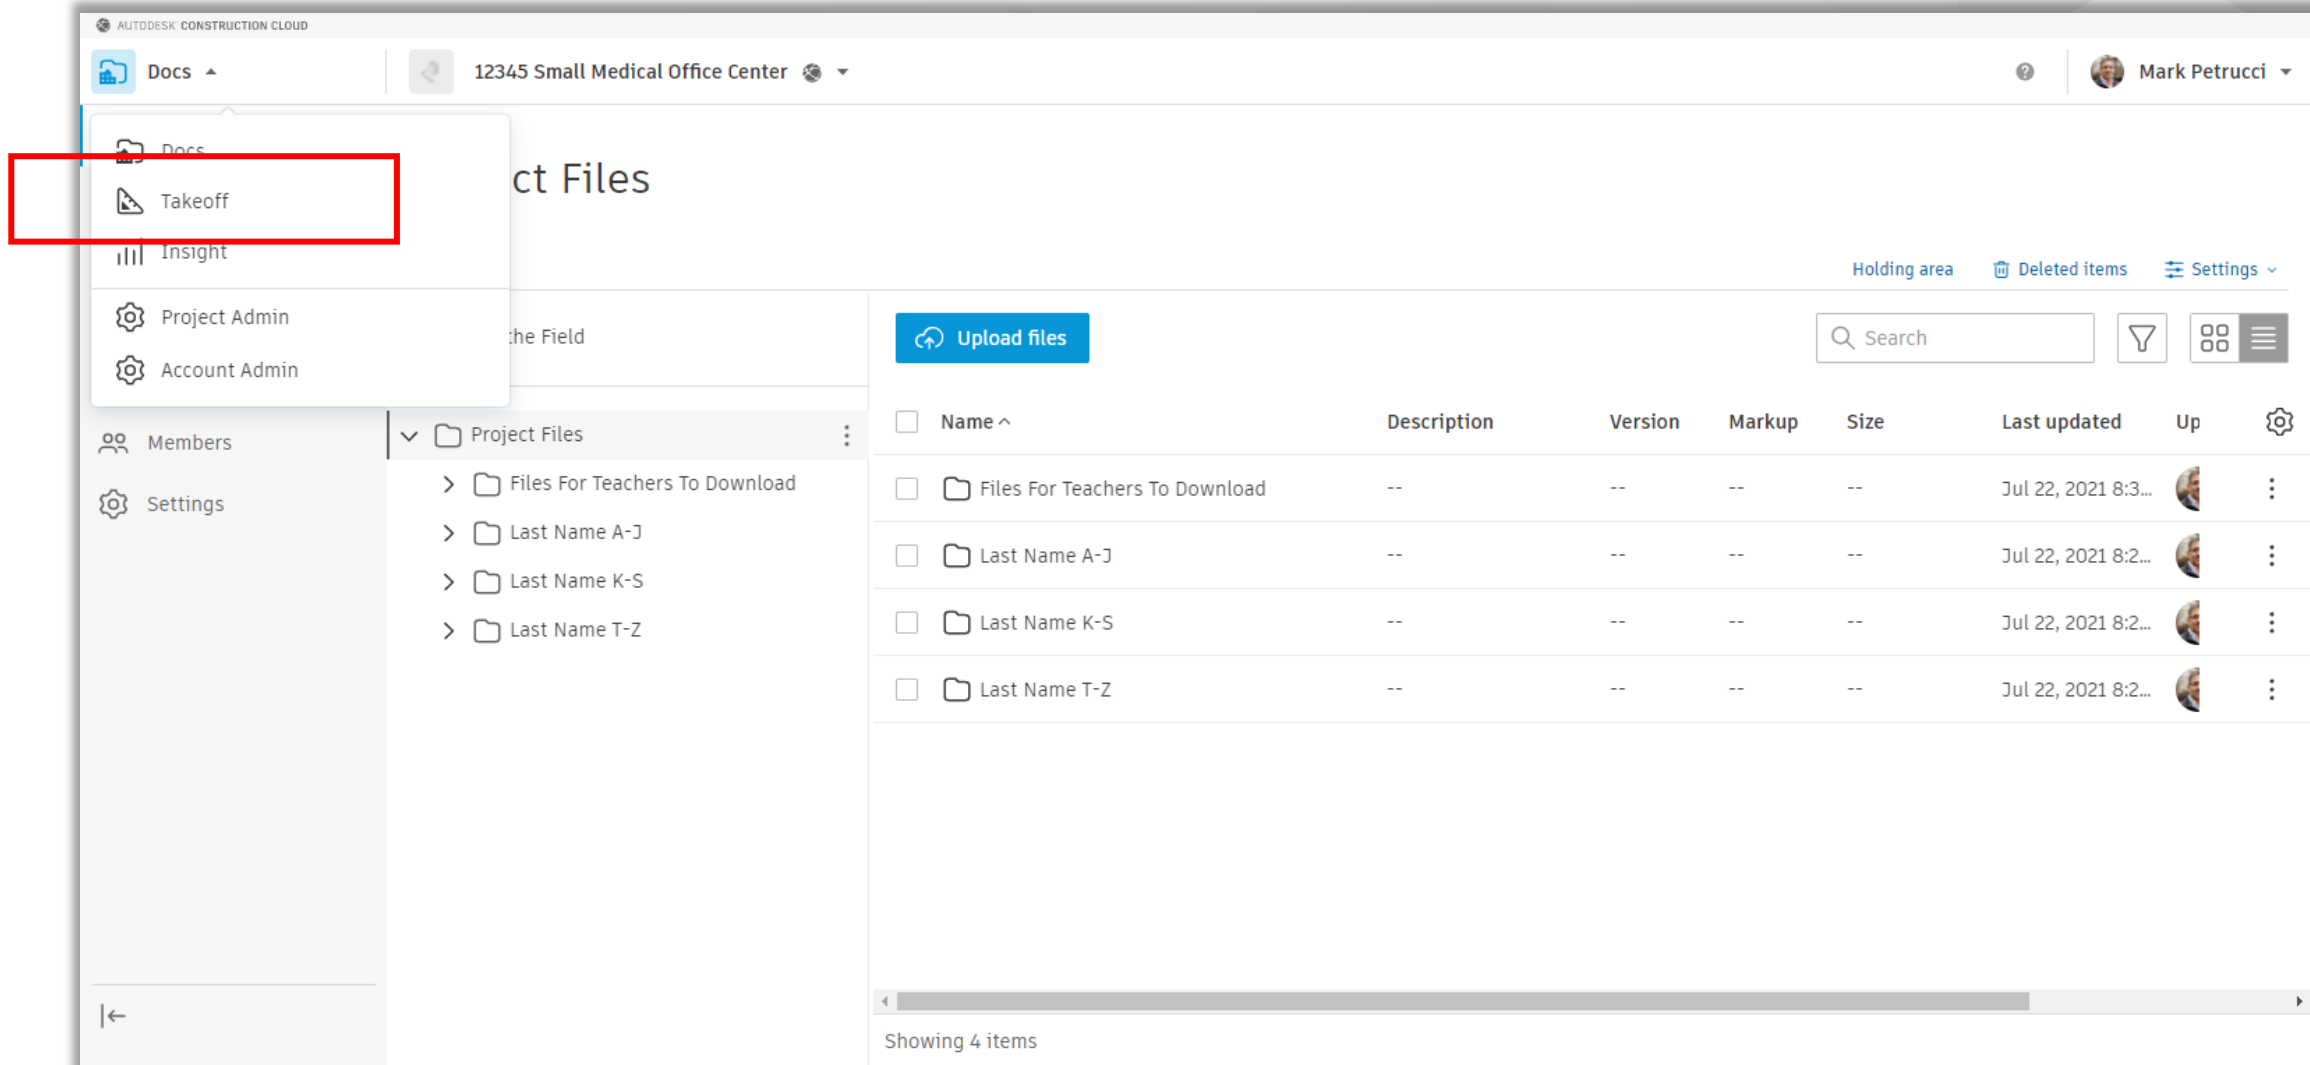 AUTODESK CONSTRUCTION CLOUD
Docs
12345 Small Medical Office Center
Mark Petrucci
Docs
Takeoff
Insight
Project Admin
Account Admin
Members
Settings
ct Files
Holding area
Deleted items
Settings
the Field
Project Files
Files For Teachers To Download
Last Name A-J
Last Name K-S
Last Name T-Z
Upload files
Search
Name Description Version Markup Size Last updated Up
Files For Teachers To Download -- -- -- -- Jul 22, 2021 8:3...
Last Name A-J -- -- -- -- Jul 22, 2021 8:2...
Last Name K-S -- -- -- -- Jul 22, 2021 8:2...
Last Name T-Z -- -- -- -- Jul 22, 2021 8:2...
Showing 4 items